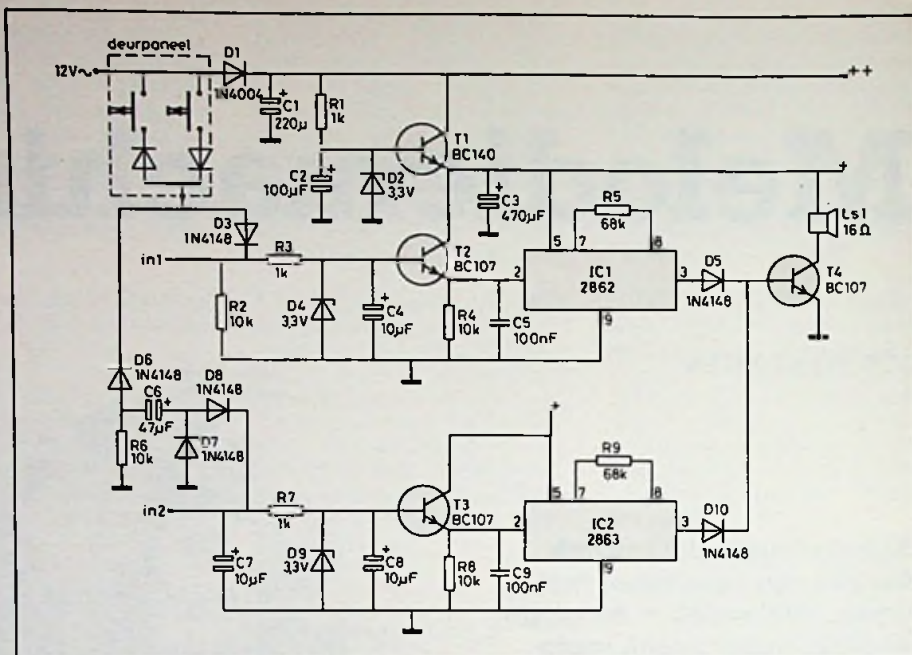 deurpaneel
12V~
D1
1N4004
++
C1
220µ
R1
1k
T1
BC140
C2
100µF
D2
3,3V
+
C3
470µF
Ls1
16Ω
D3
1N4148
in1
R3
1k
T2
BC107
R5
68k
5
7
8
2
IC1
2862
3
D5
1N4148
T4
BC107
9
R2
10k
D4
3,3V
C4
10µF
R4
10k
C5
100nF
D6
1N4148
C6
47µF
D8
1N4148
D7
1N4148
R6
10k
+
R9
68k
in2
R7
1k
T3
BC107
5
7
8
2
IC2
2863
3
D10
1N4148
9
C7
10µF
D9
3,3V
C8
10µF
R8
10k
C9
100nF